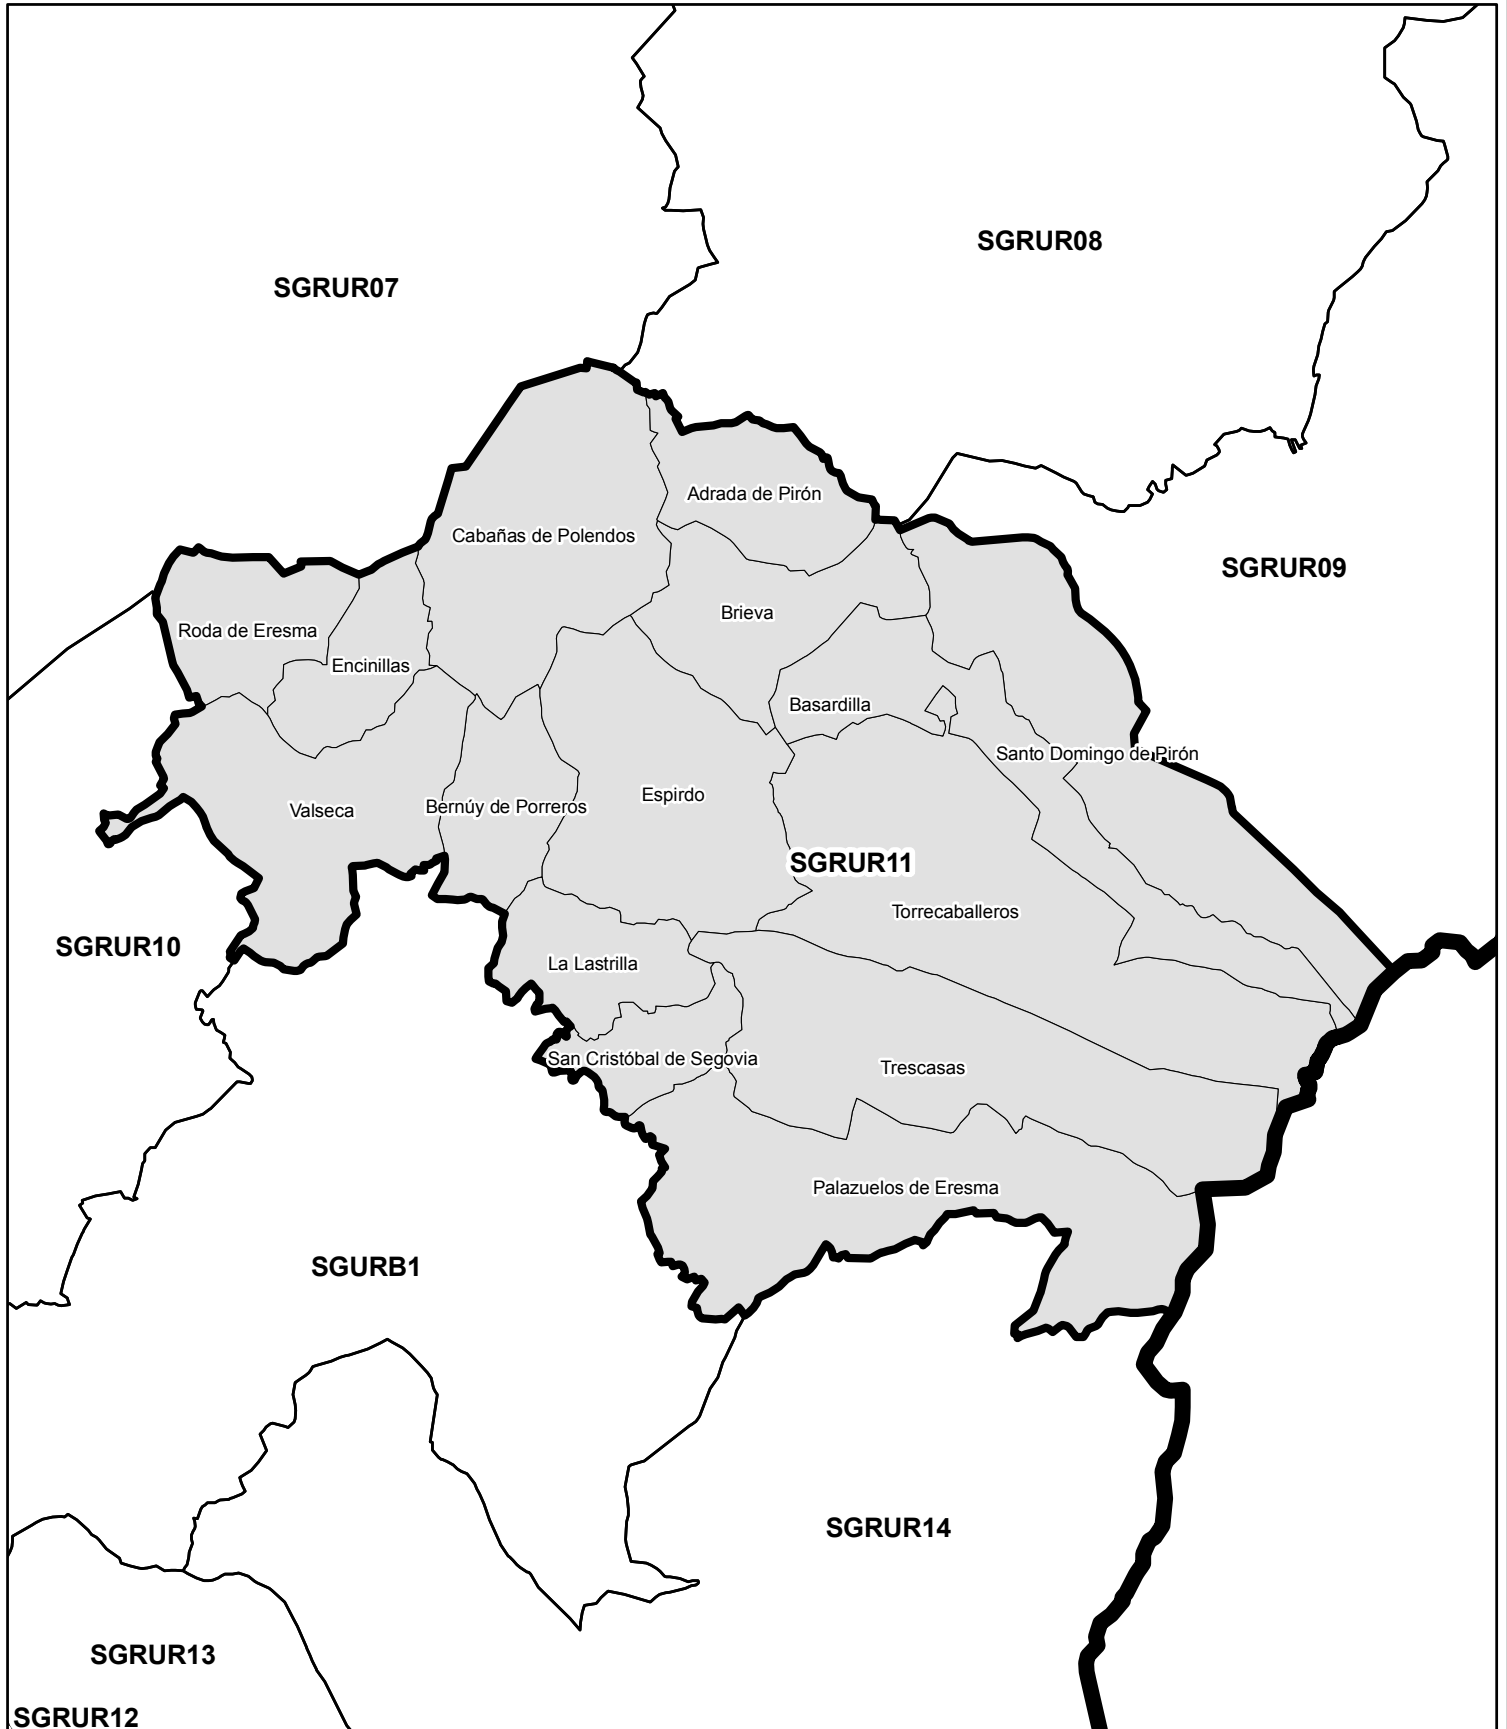 SGRUR08
SGRUR07
Adrada de Pirón
Cabañas de Polendos
SGRUR09
Brieva
Roda de Eresma
Encinillas
Basardilla
Santo Domingo de Pirón
Espirdo
Bernúy de Porreros
Valseca
SGRUR11
Torrecaballeros
SGRUR10
La Lastrilla
San Cristóbal de Segovia
Trescasas
Palazuelos de Eresma
SGURB1
SGRUR14
SGRUR13
SGRUR12